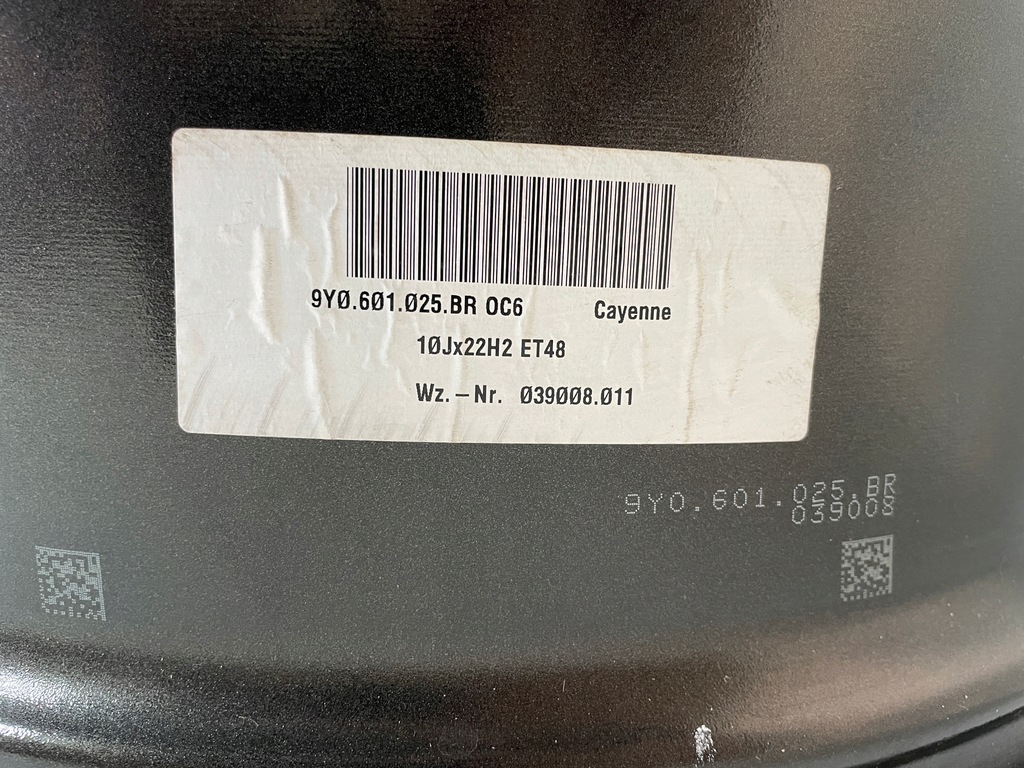 9YØ.6Ø1.Ø25.BR OC6 Cayenne
1ØJx22H2 ET48
Wz.-Nr. Ø39ØØ8.Ø11
9Y0.601.025.BR
039008